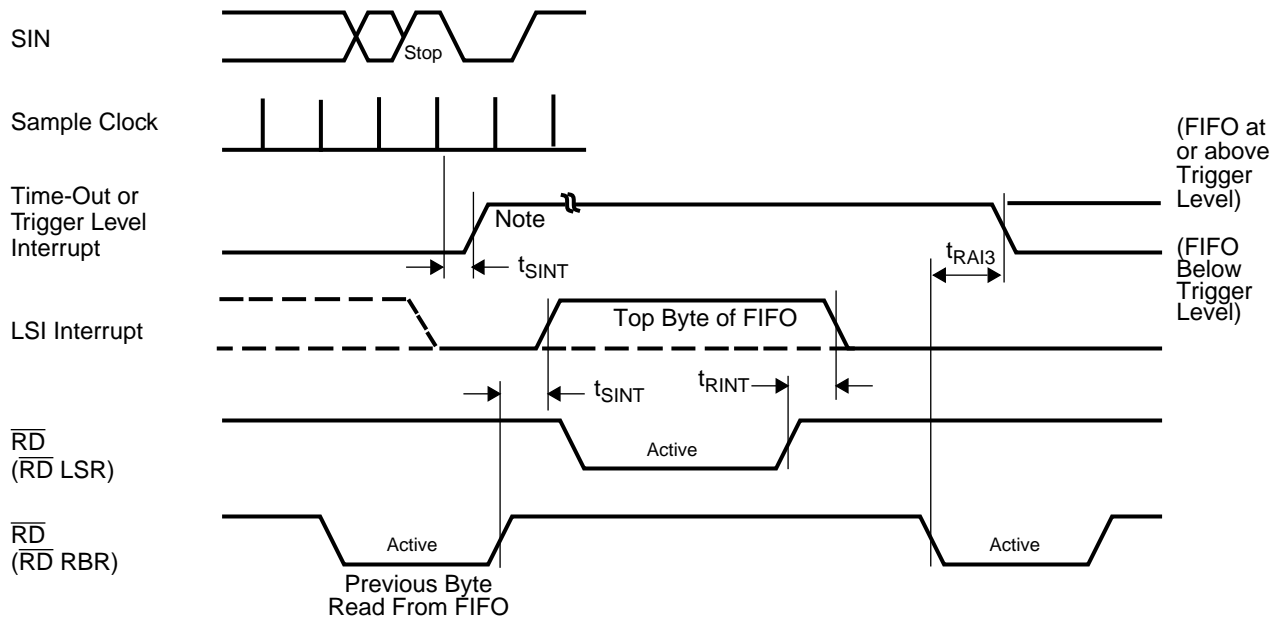 SIN
Stop
Sample Clock
(FIFO at
or above
Trigger
Level)
Time-Out or
Trigger Level
Interrupt
Note
tSINT
tRAI3
(FIFO
Below
Trigger
Level)
LSI Interrupt
Top Byte of FIFO
tSINT
tRINT
RD
(RD LSR)
Active
RD
(RD RBR)
Active
Active
Previous Byte
Read From FIFO